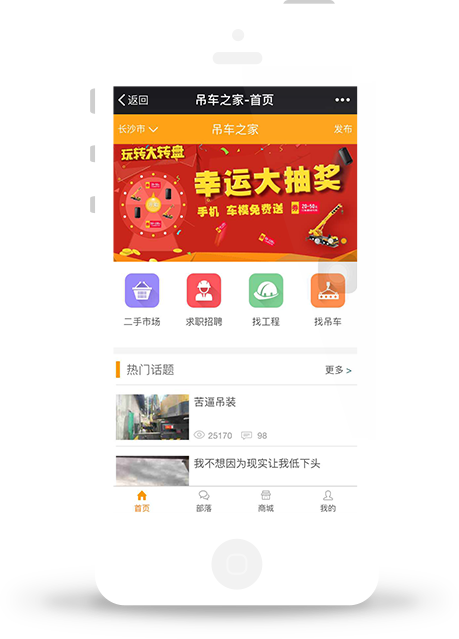 返回 吊车之家-首页
长沙市 吊车之家 发布
玩转大转盘
幸运大抽奖
手机 车模免费送
20~50元
二手市场 求职招聘 找工程 找吊车
热门话题 更多 >
苦逼吊装
25170 98
我不想因为现实让我低下头
首页 部落 商城 我的